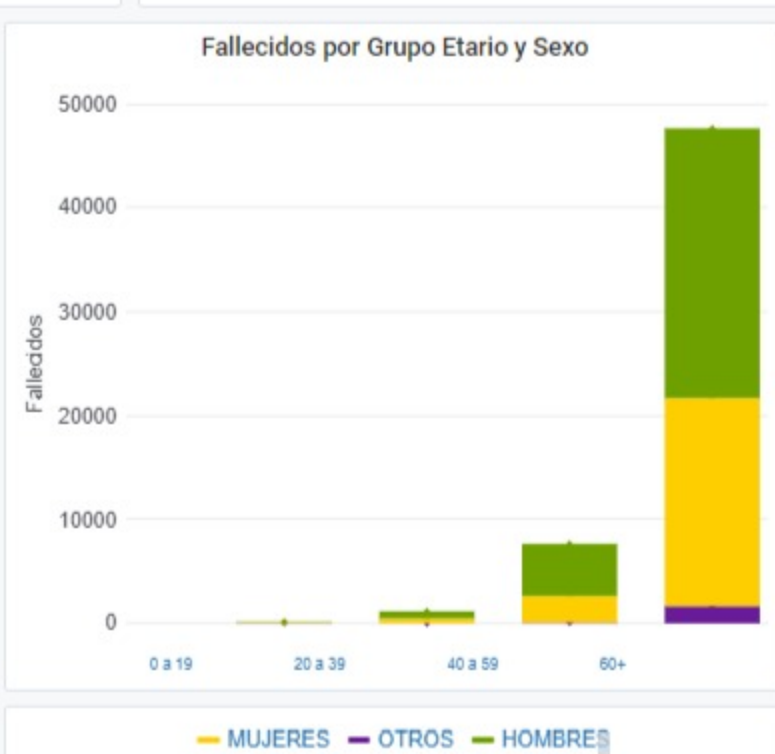 Fallecidos por Grupo Etario y Sexo
50000
40000
30000
20000
10000
0
Fallecidos
0 a 19 20 a 39 40 a 59 60+
MUJERES OTROS HOMBRES